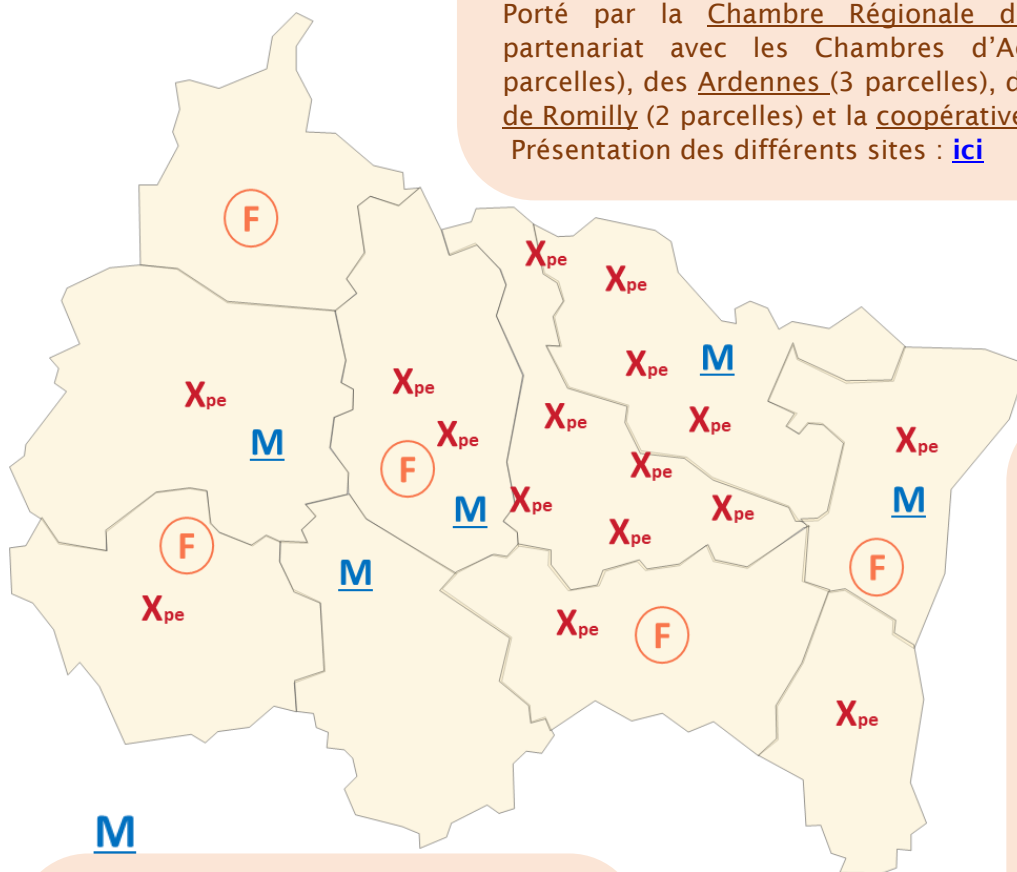 Porté par la Chambre Régionale
partenariat avec les Chambres
parcelles), des Ardennes (3 parcelles),
de Romilly (2 parcelles) et la coopérative
Présentation des différents sites : ici
F
Xpe
Xpe
M
Xpe
Xpe
Xpe
Xpe
Xpe
Xpe
Xpe
M
F
Xpe
M
Xpe
Xpe
M
Xpe
F
F
M
Xpe
Xpe
F
Xpe
M